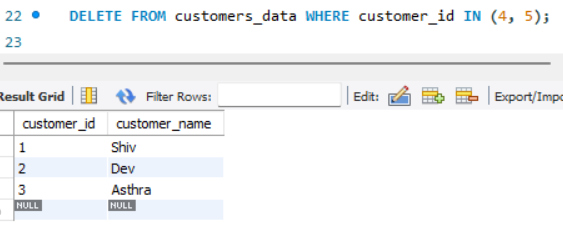 22 DELETE FROM customers_data WHERE customer_id IN (4, 5);
23
Result Grid Filter Rows: Edit: Export/Impo
customer_id customer_name
1 Shiv
2 Dev
3 Asthra
NULL NULL